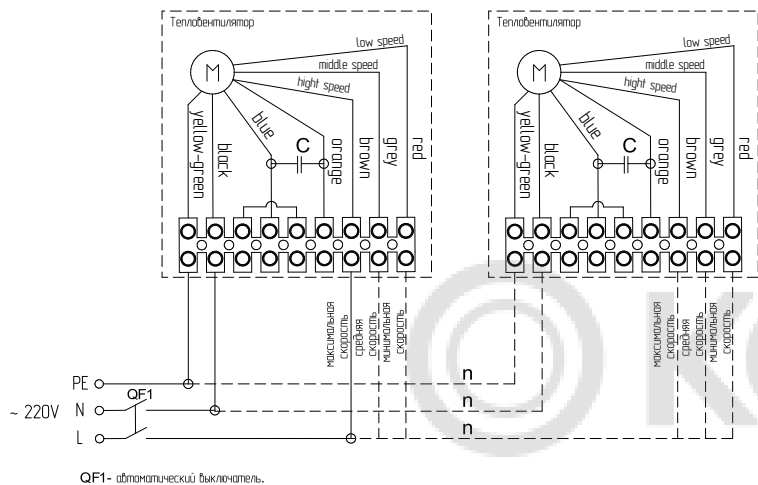 Тепловентилятор
low speed
middle speed
hight speed
M
yellow-green
black
blue
C
orange
brown
grey
red
максимальная
скорость
средняя
скорость
минимальная
скорость
Тепловентилятор
low speed
middle speed
hight speed
M
yellow-green
black
blue
C
orange
brown
grey
red
максимальная
скорость
средняя
скорость
минимальная
скорость
PE
n
QF1
~ 220V
N
n
L
n
QF1- автоматический выключатель.